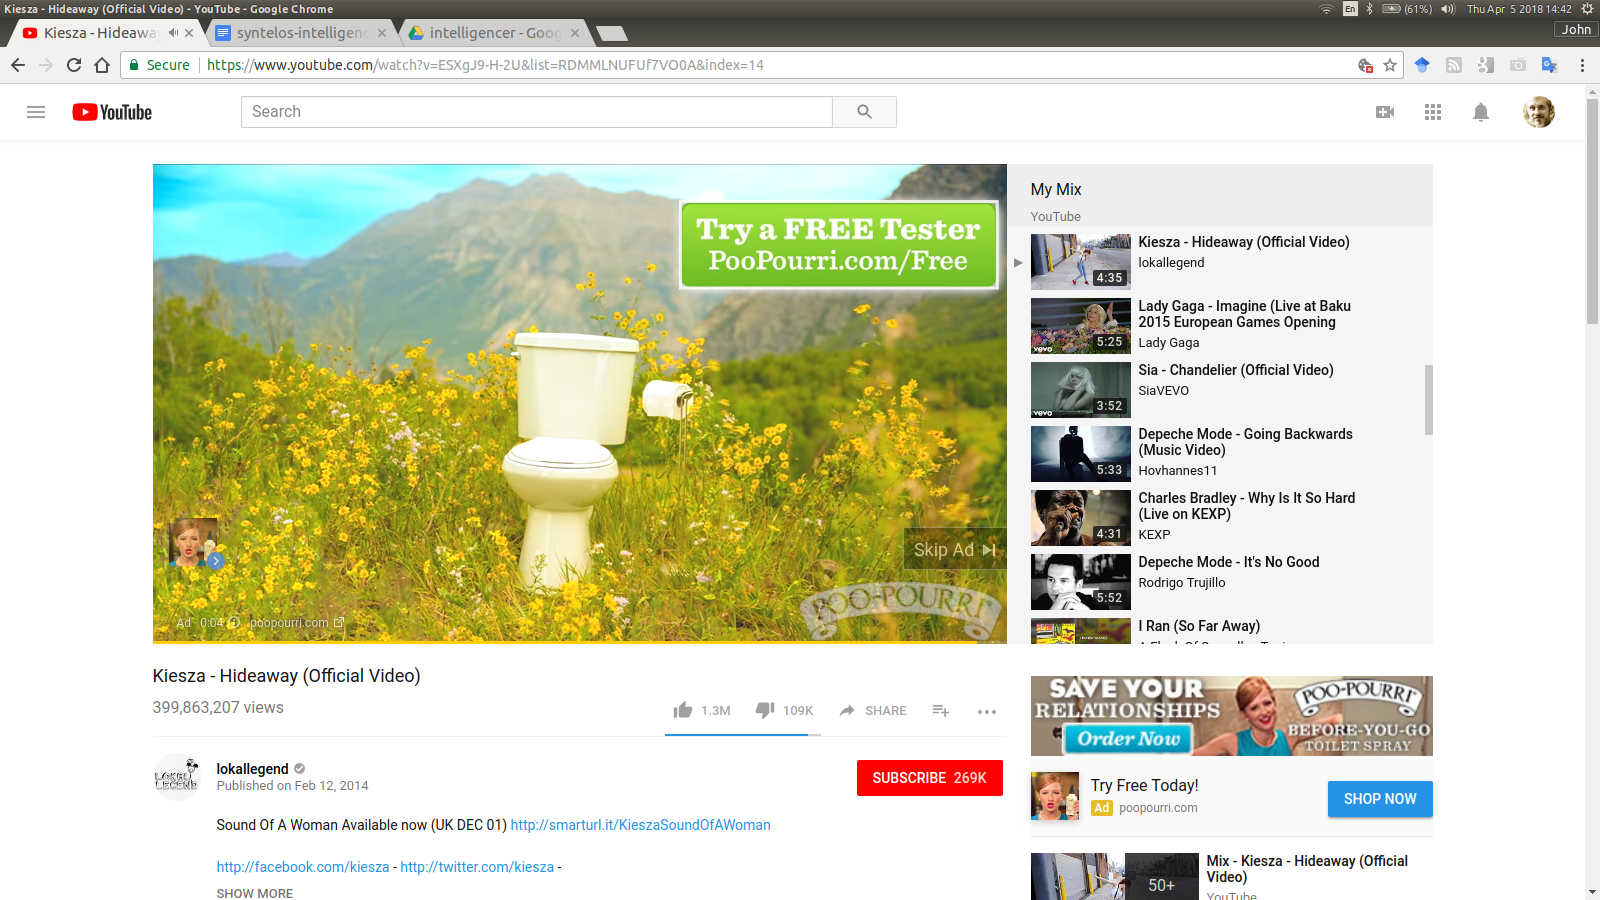 Kiesza - Hideaway (Official Video) - YouTube - Google Chrome
En
(61%)
Thu Apr 5 2018 14:42
Kiesza - Hideawa
syntelos-intelligenc
intelligencer - Goog
John
Secure
https://www.youtube.com/watch?v=ESXgJ9-H-2U&list=RDMMLNUFUf7VO0A&index=14
YouTube
Search
Try a FREE Tester
PooPourri.com/Free
Skip Ad
POO-POURRI
Ad · 0:04
poopourri.com
My Mix
YouTube
Kiesza - Hideaway (Official Video)
lokallegend
4:35
Lady Gaga - Imagine (Live at Baku
2015 European Games Opening
Lady Gaga
vevo
5:25
Sia - Chandelier (Official Video)
SiaVEVO
vevo
3:52
Depeche Mode - Going Backwards
(Music Video)
Hovhannes11
5:33
Charles Bradley - Why Is It So Hard
(Live on KEXP)
KEXP
4:31
Depeche Mode - It's No Good
Rodrigo Trujillo
5:52
I Ran (So Far Away)
Kiesza - Hideaway (Official Video)
399,863,207 views
1.3M
109K
SHARE
LOKAL
LEGEND
lokallegend
Published on Feb 12, 2014
SUBSCRIBE 269K
Sound Of A Woman Available now (UK DEC 01) http://smarturl.it/KieszaSoundOfAWoman
http://facebook.com/kiesza - http://twitter.com/kiesza -
SHOW MORE
SAVE YOUR
RELATIONSHIPS
Order Now
POO-POURRI
BEFORE-YOU-GO
TOILET SPRAY
Try Free Today!
Ad poopourri.com
SHOP NOW
50+
Mix - Kiesza - Hideaway (Official
Video)
YouTube